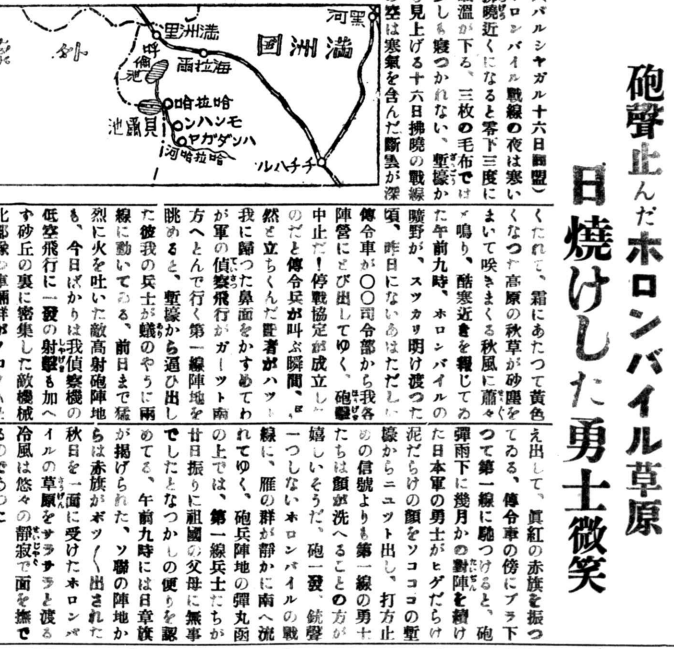 砲聲止んだホロンバイル草原
日焼けした勇士微笑
バルシャガル十六日同盟)
ロンバイル戰線の夜は寒い
曉近くになると零下三度に
温が下る、三枚の毛布では
しも寝つかれない、塹壕か
見上げる十六日拂曉の戰線
空は寒氣を含んだ斷雲が深
黒河
満洲里
満洲国
海拉爾
呼倫池
貝爾池
哈拉哈
ノモンハン
ハンダガヤ
哈拉哈河
チチハル
くたれて、霜にあたつて黄色
くなつた高原の秋草が砂塵を
まいて吹きまくる秋風に蕭々
と鳴り、酷寒近きを報じてゐ
た午前九時、ホロンバイルの
曠野が、スツカリ明け渡つた
頃、昨日にないあはただしい
傳令車が〇〇司令部から我各
陣營にとび出してゆく、砲撃
中止だ!停戰協定が成立した
のだと傳令兵が叫ぶ瞬間、
然と立ちくんだ記者がハツと
我に歸つた鼻面をかすめてわ
が軍の偵察飛行がガーツと南
方へとんで行く第一線陣地を
眺めると、塹壕から這ひ出し
た彼我の兵士が蟻のやうに兩
線に動いてゐる、前日まで猛
烈に火を吐いた敵高射砲陣地
も、今日ばかりは我偵察機の
低空飛行に一發の射撃も加へ
ず砂丘の裏に密集した敵機械
え出して、眞紅の赤旗を振つ
てゐる、傳令車の傍にブラ下
つて第一線に馳つけると、砲
彈雨下に幾月かの對陣を續け
た日本軍の勇士がヒゲだらけ
泥だらけの顔をソコココの塹
壕からニユツト出し、打方止
めの信號よりも第一線の勇士
たちは顔が洗へることの方が
嬉しいそうだ、砲一發、銃聲
一つしないホロンバイルの戰
線に、雁の群が静かに南へ流
れてゆく、砲兵陣地の彈丸函
の上では、第一線兵士たちが
廿日振りに祖國の父母に無事
でしたとなつかしの便りを認
めてる、午前九時には日章旗
が揭げられた、ソ聯の陣地か
らは赤旗がポツ〳〵出された
秋日を一面に受けたホロンバ
イルの草原をサラサラと渡る
冷風は悠々の靜寂で面を撫で
るのであつた